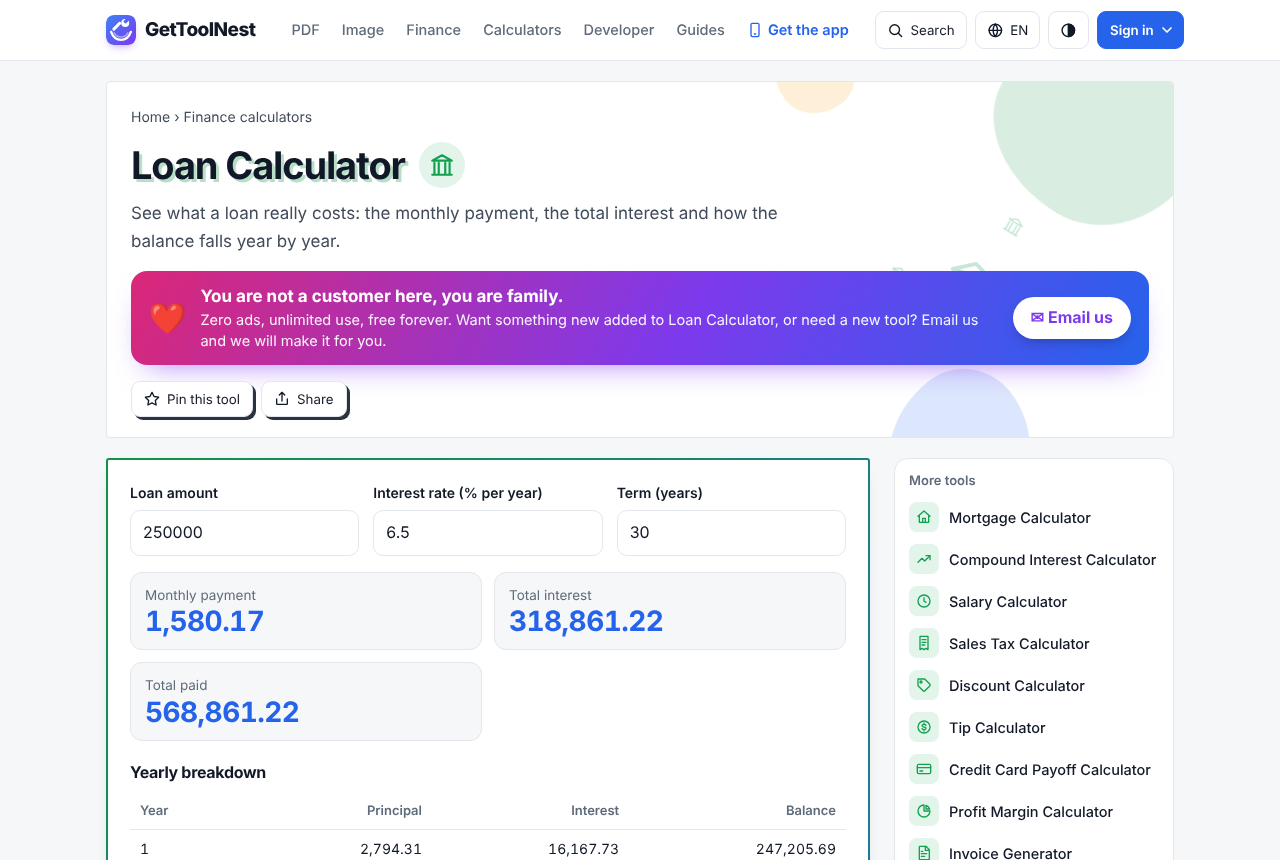 GetToolNest
PDF
Image
Finance
Calculators
Developer
Guides
Get the app
Search
EN
Sign in
Home › Finance calculators
Loan Calculator
See what a loan really costs: the monthly payment, the total interest and how the
balance falls year by year.
You are not a customer here, you are family.
Zero ads, unlimited use, free forever. Want something new added to Loan Calculator, or need a new tool? Email us
and we will make it for you.
✉ Email us
Pin this tool
Share
Loan amount
Interest rate (% per year)
Term (years)
250000
6.5
30
Monthly payment
1,580.17
Total interest
318,861.22
Total paid
568,861.22
Yearly breakdown
Year Principal Interest Balance
1 2,794.31 16,167.73 247,205.69
More tools
Mortgage Calculator
Compound Interest Calculator
Salary Calculator
Sales Tax Calculator
Discount Calculator
Tip Calculator
Credit Card Payoff Calculator
Profit Margin Calculator
Invoice Generator